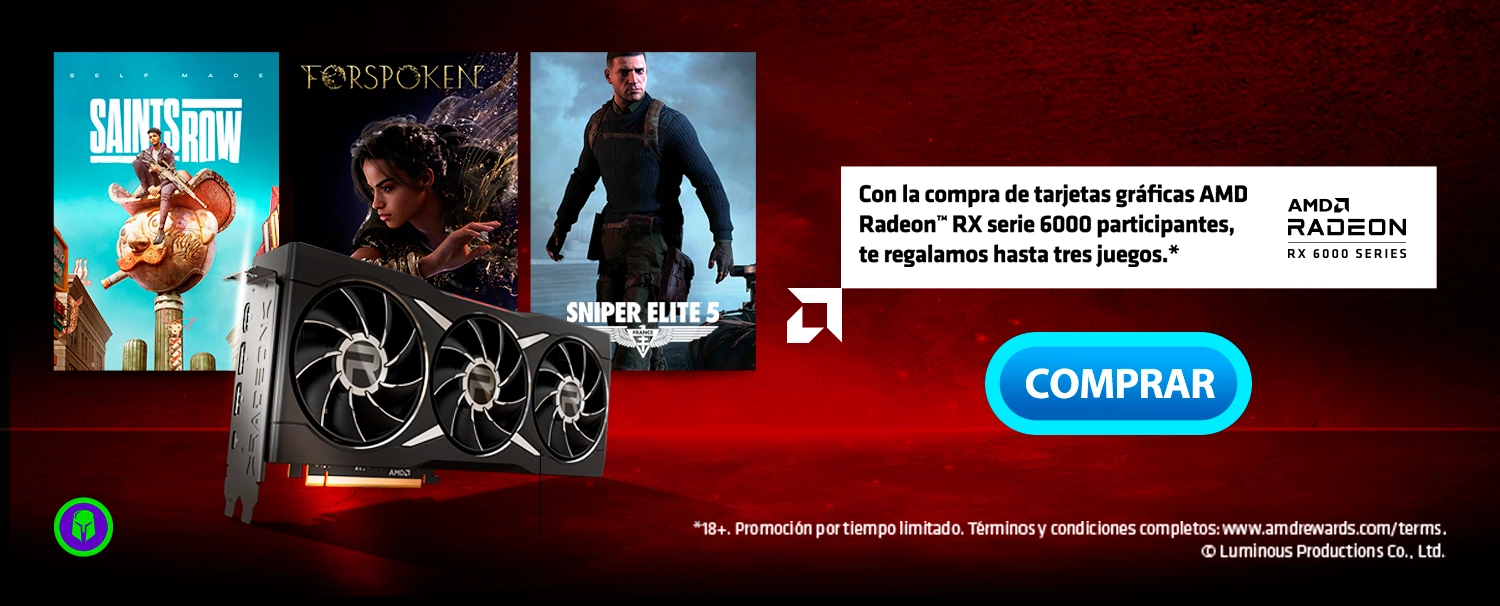 SELF MADE
SAINTS ROW
FORSPOKEN
SNIPER ELITE 5
FRANCE
RADEON
R
R
R
AMD
Con la compra de tarjetas gráficas AMD
Radeon™ RX serie 6000 participantes,
te regalamos hasta tres juegos.*
AMD
RADEON
RX 6000 SERIES
COMPRAR
*18+. Promoción por tiempo limitado. Términos y condiciones completos: www.amdrewards.com/terms.
© Luminous Productions Co., Ltd.